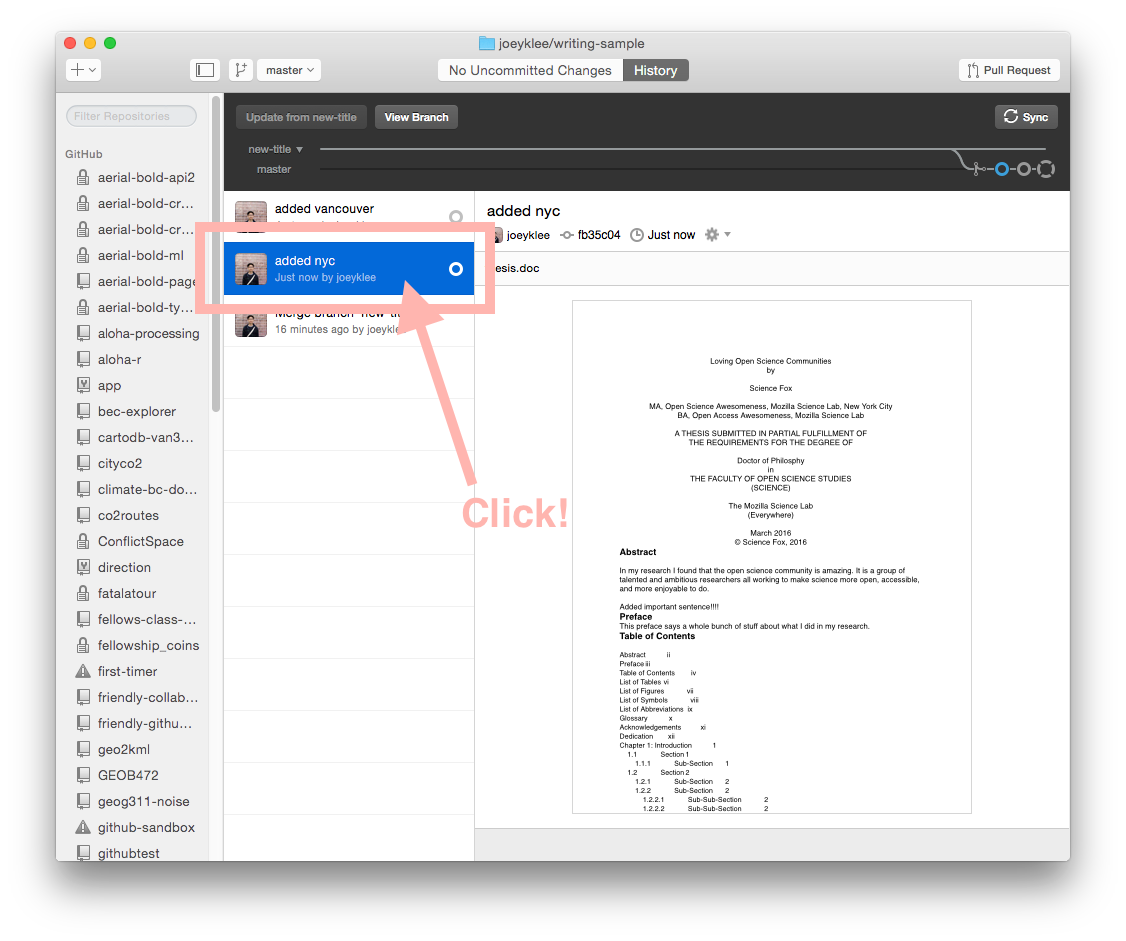 joeyklee/writing-sample
master
No Uncommitted Changes
History
Pull Request
Filter Repositories
Update from new-title
View Branch
Sync
new-title
master
GitHub
aerial-bold-api2
aerial-bold-cr...
aerial-bold-cr...
aerial-bold-ml
aerial-bold-page
aerial-bold-ty...
aloha-processing
aloha-r
app
bec-explorer
cartodb-van3...
cityco2
climate-bc-do...
co2routes
ConflictSpace
direction
fatalatour
fellows-class-...
fellowship_coins
first-timer
friendly-collab...
friendly-githu...
geo2kml
GEOB472
geog311-noise
github-sandbox
githubtest
added vancouver
added nyc
Just now by joeyklee
Merge branch
16 minutes ago by joeykle
Click!
added nyc
joeyklee fb35c04 Just now
esis.doc
Loving Open Science Communities
by
Science Fox
MA, Open Science Awesomeness, Mozilla Science Lab, New York City
BA, Open Access Awesomeness, Mozilla Science Lab
A THESIS SUBMITTED IN PARTIAL FULFILLMENT OF
THE REQUIREMENTS FOR THE DEGREE OF
Doctor of Philosphy
in
THE FACULTY OF OPEN SCIENCE STUDIES
(SCIENCE)
The Mozilla Science Lab
(Everywhere)
March 2016
© Science Fox, 2016
Abstract
In my research I found that the open science community is amazing. It is a group of
talented and ambitious researchers all working to make science more open, accessible,
and more enjoyable to do.
Added important sentence!!!!
Preface
This preface says a whole bunch of stuff about what I did in my research.
Table of Contents
Abstract ii
Preface iii
Table of Contents iv
List of Tables vi
List of Figures vii
List of Symbols viii
List of Abbreviations ix
Glossary x
Acknowledgements xi
Dedication xii
Chapter 1: Introduction 1
1.1 Section 1
1.1.1 Sub-Section 1
1.2 Section 2
1.2.1 Sub-Section 2
1.2.2 Sub-Section 2
1.2.2.1 Sub-Sub-Section 2
1.2.2.2 Sub-Sub-Section 2